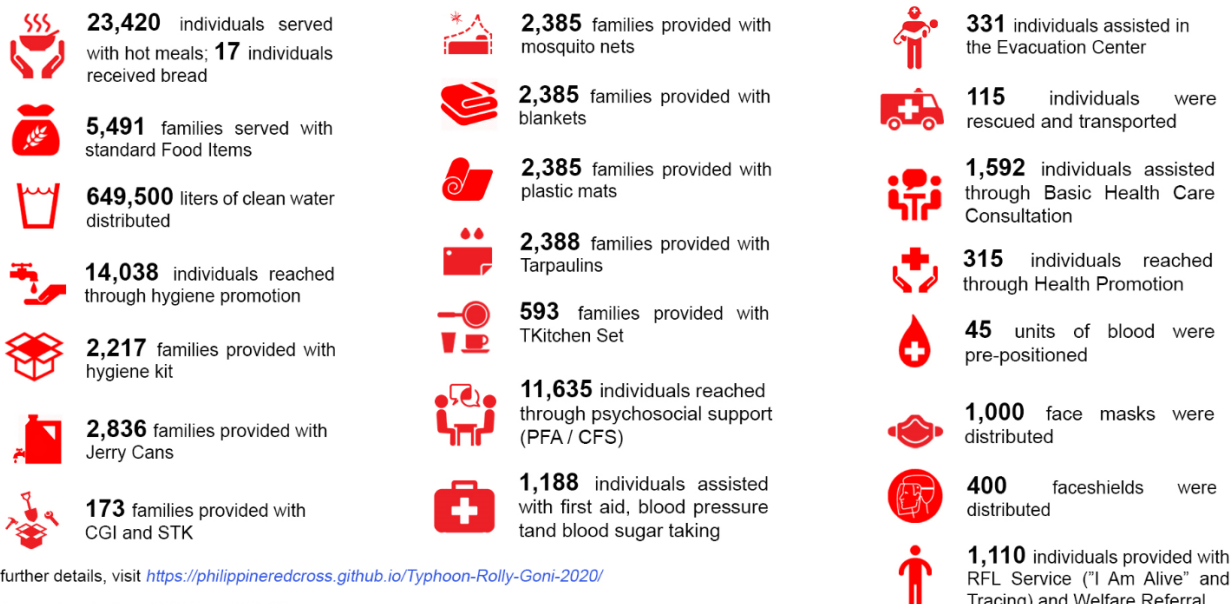 23,420 individuals served
with hot meals; 17 individuals
received bread
5,491 families served with
standard Food Items
649,500 liters of clean water
distributed
14,038 individuals reached
through hygiene promotion
2,217 families provided with
hygiene kit
2,836 families provided with
Jerry Cans
173 families provided with
CGI and STK
2,385 families provided with
mosquito nets
2,385 families provided with
blankets
2,385 families provided with
plastic mats
2,388 families provided with
Tarpaulins
593 families provided with
TKitchen Set
11,635 individuals reached
through psychosocial support
(PFA / CFS)
1,188 individuals assisted
with first aid, blood pressure
tand blood sugar taking
331 individuals assisted in
the Evacuation Center
115 individuals were
rescued and transported
1,592 individuals assisted
through Basic Health Care
Consultation
315 individuals reached
through Health Promotion
45 units of blood were
pre-positioned
1,000 face masks were
distributed
400 faceshields were
distributed
1,110 individuals provided with
RFL Service ("I Am Alive" and
Tracing) and Welfare Referral
further details, visit https://philippineredcross.github.io/Typhoon-Rolly-Goni-2020/